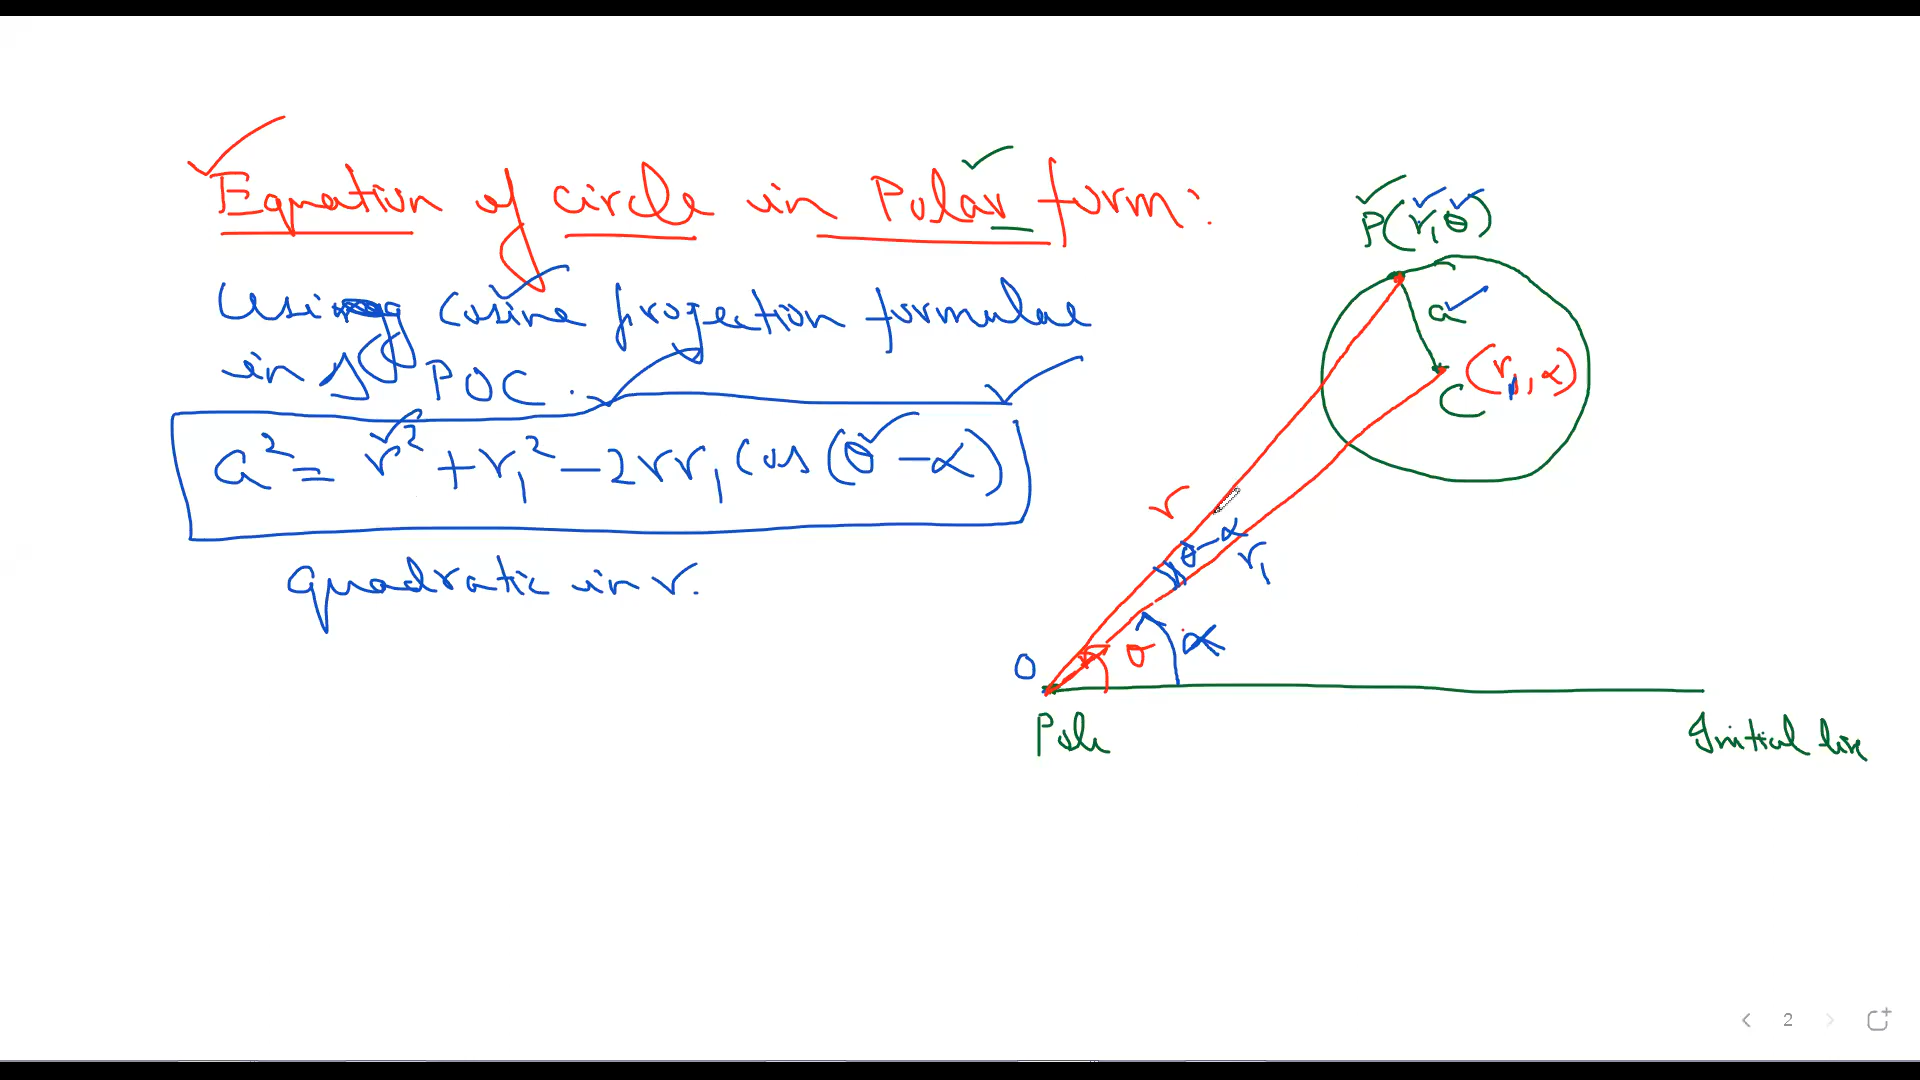 Equation of circle in Polar form:
Using Cosine projection formulae
in Δ POC.
a² = r² + r₁² - 2rr₁ Cos(θ - α)
quadratic in r.
P(r, θ)
a
C (r₁, α)
r
θ-α
r₁
O
θ
α
Pole
Initial line
2